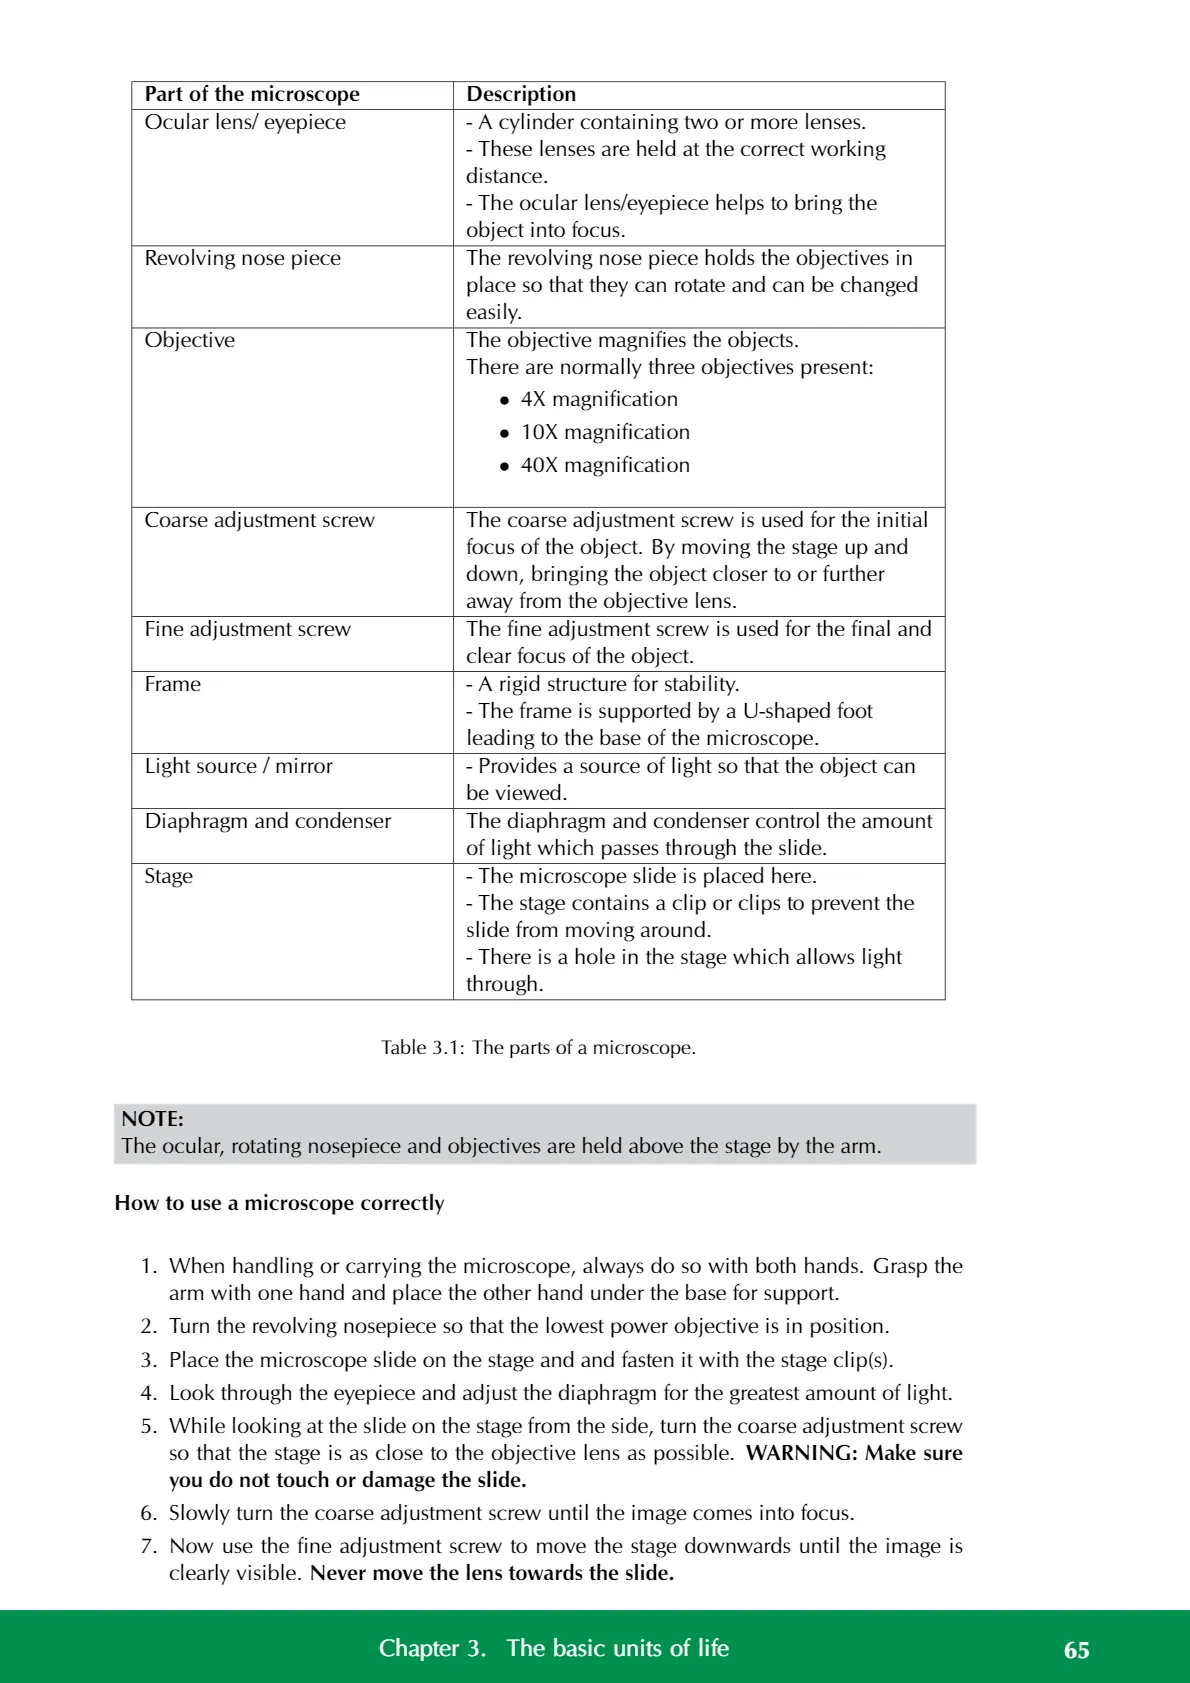 Part of the microscope Description
Ocular lens/ eyepiece - A cylinder containing two or more lenses.
- These lenses are held at the correct working
distance.
- The ocular lens/eyepiece helps to bring the
object into focus.
Revolving nose piece The revolving nose piece holds the objectives in
place so that they can rotate and can be changed
easily.
Objective The objective magnifies the objects.
There are normally three objectives present:
• 4X magnification
• 10X magnification
• 40X magnification
Coarse adjustment screw The coarse adjustment screw is used for the initial
focus of the object. By moving the stage up and
down, bringing the object closer to or further
away from the objective lens.
Fine adjustment screw The fine adjustment screw is used for the final and
clear focus of the object.
Frame - A rigid structure for stability.
- The frame is supported by a U-shaped foot
leading to the base of the microscope.
Light source / mirror - Provides a source of light so that the object can
be viewed.
Diaphragm and condenser The diaphragm and condenser control the amount
of light which passes through the slide.
Stage - The microscope slide is placed here.
- The stage contains a clip or clips to prevent the
slide from moving around.
- There is a hole in the stage which allows light
through.
Table 3.1: The parts of a microscope.
NOTE:
The ocular, rotating nosepiece and objectives are held above the stage by the arm.
How to use a microscope correctly
1. When handling or carrying the microscope, always do so with both hands. Grasp the
arm with one hand and place the other hand under the base for support.
2. Turn the revolving nosepiece so that the lowest power objective is in position.
3. Place the microscope slide on the stage and and fasten it with the stage clip(s).
4. Look through the eyepiece and adjust the diaphragm for the greatest amount of light.
5. While looking at the slide on the stage from the side, turn the coarse adjustment screw
so that the stage is as close to the objective lens as possible. WARNING: Make sure
you do not touch or damage the slide.
6. Slowly turn the coarse adjustment screw until the image comes into focus.
7. Now use the fine adjustment screw to move the stage downwards until the image is
clearly visible. Never move the lens towards the slide.
Chapter 3. The basic units of life 65